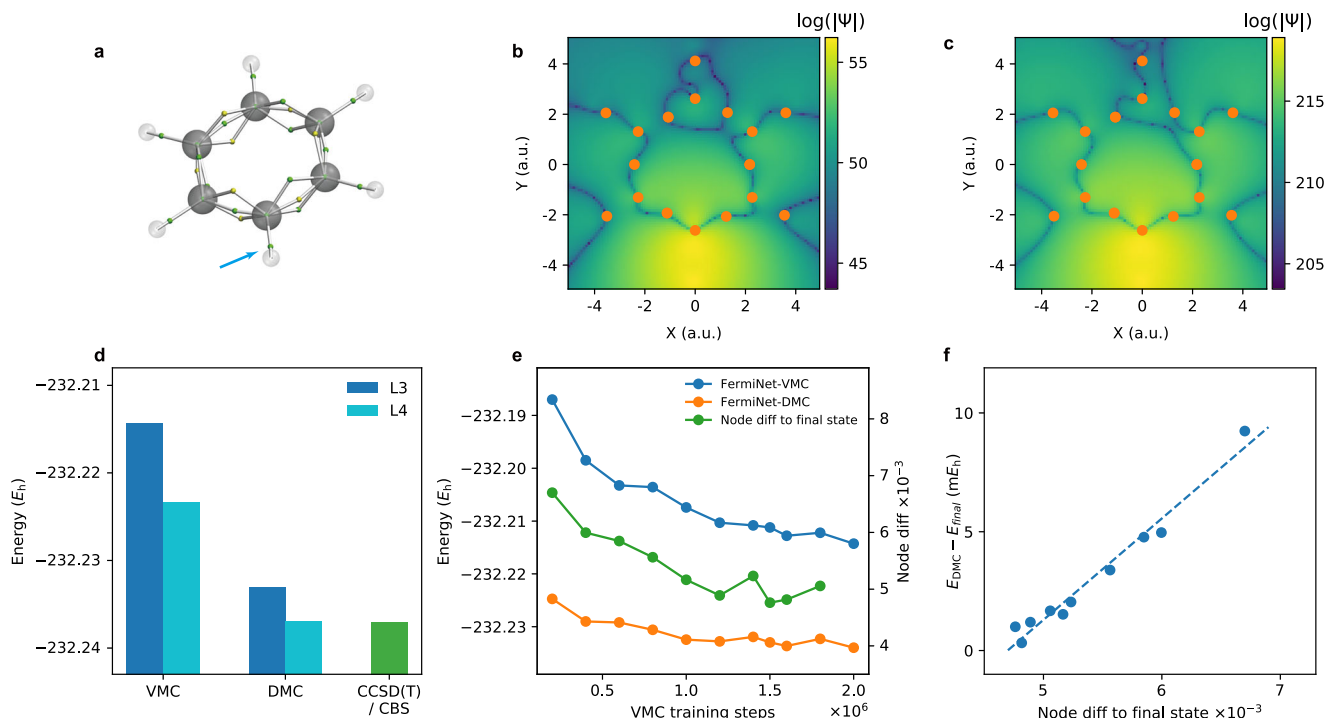 a
b
log(|Ψ|)
4
2
0
−2
−4
Y (a.u.)
−4
−2
0
2
4
X (a.u.)
55
50
45
c
log(|Ψ|)
4
2
0
−2
−4
Y (a.u.)
−4
−2
0
2
4
X (a.u.)
215
210
205
d
L3
L4
−232.21
−232.22
−232.23
−232.24
Energy (Eh)
VMC
DMC
CCSD(T)
/ CBS
e
FermiNet-VMC
FermiNet-DMC
Node diff to final state
−232.19
−232.20
−232.21
−232.22
−232.23
Energy (Eh)
8
7
6
5
4
Node diff ×10⁻³
0.5
1.0
1.5
2.0
VMC training steps
×10⁶
f
10
5
0
EDMC − Efinal (mEh)
5
6
7
Node diff to final state ×10⁻³